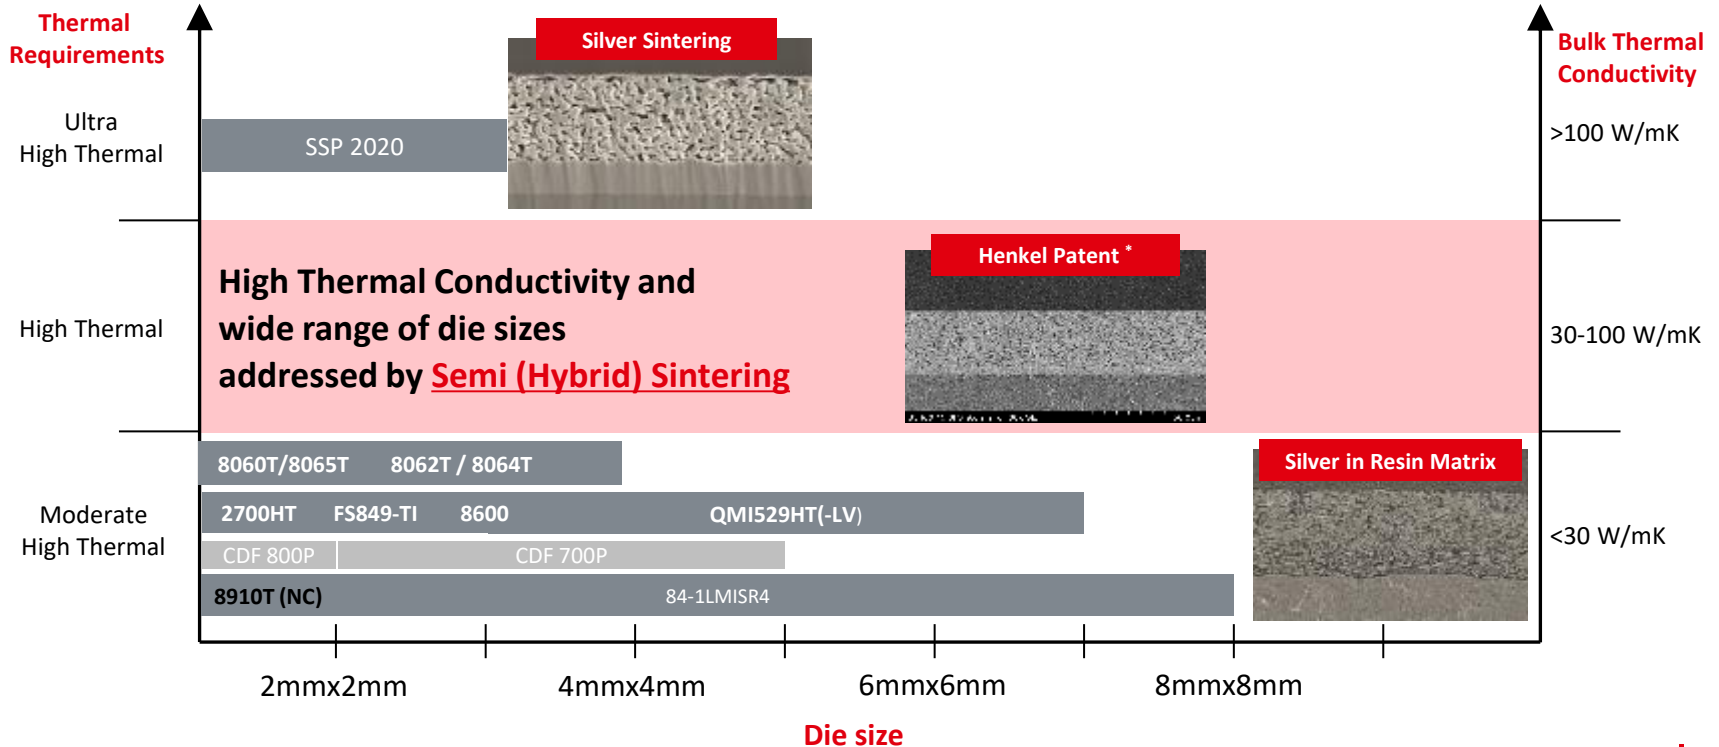 Thermal
Requirements
Silver Sintering
Bulk Thermal
Conductivity
Ultra
High Thermal
SSP 2020
>100 W/mK
High Thermal Conductivity and
wide range of die sizes
addressed by Semi (Hybrid) Sintering
Henkel Patent *
High Thermal
30-100 W/mK
8060T/8065T 8062T / 8064T
Silver in Resin Matrix
Moderate
High Thermal
2700HT FS849-TI 8600 QMI529HT(-LV)
<30 W/mK
CDF 800P CDF 700P
8910T (NC) 84-1LMISR4
2mmx2mm 4mmx4mm 6mmx6mm 8mmx8mm
Die size